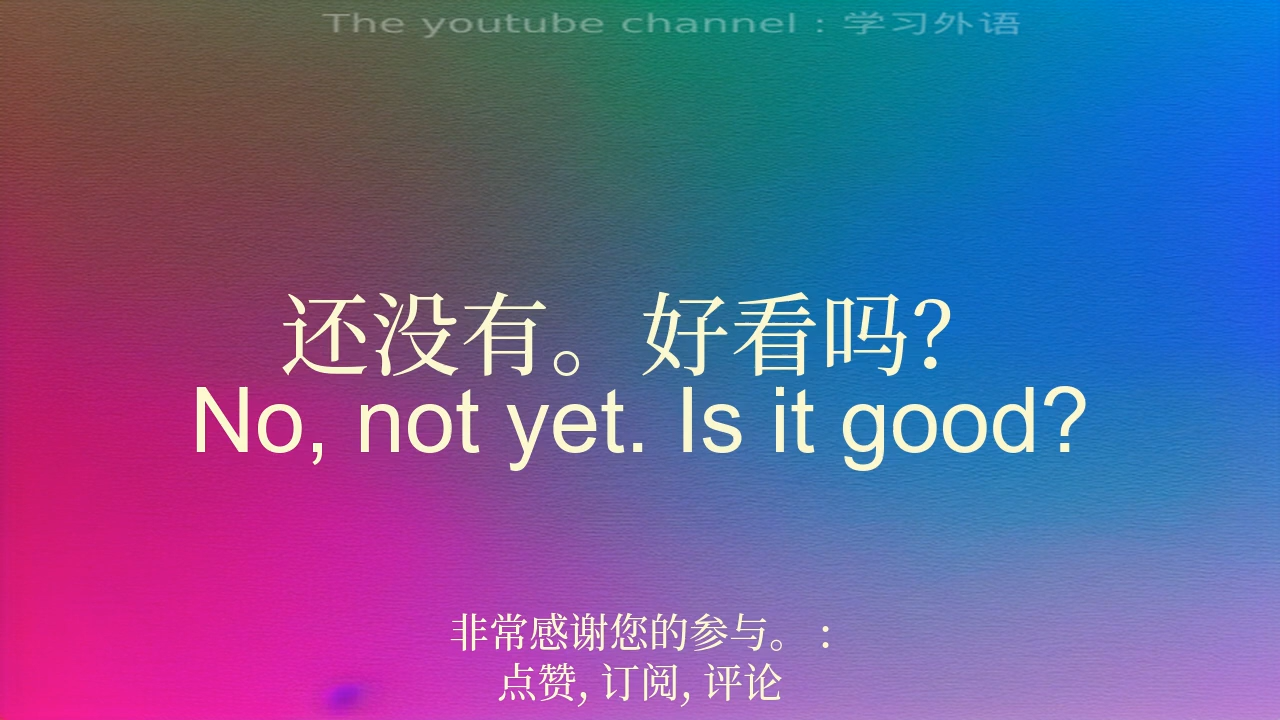 The youtube channel : 学习外语
还没有。好看吗？
No, not yet. Is it good?
非常感谢您的参与。 :
点赞, 订阅, 评论